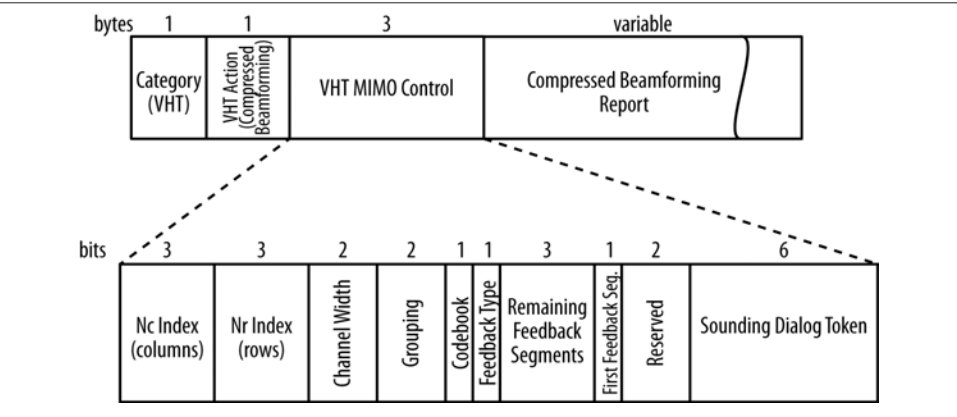 bytes 1 1 3 variable
Category
(VHT)
VHT Action
(Compressed
Beamforming)
VHT MIMO Control
Compressed Beamforming
Report
bits 3 3 2 2 1 1 3 1 2 6
Nc Index
(columns)
Nr Index
(rows)
Channel Width
Grouping
Codebook
Feedback Type
Remaining
Feedback
Segments
First Feedback Seq.
Reserved
Sounding Dialog Token